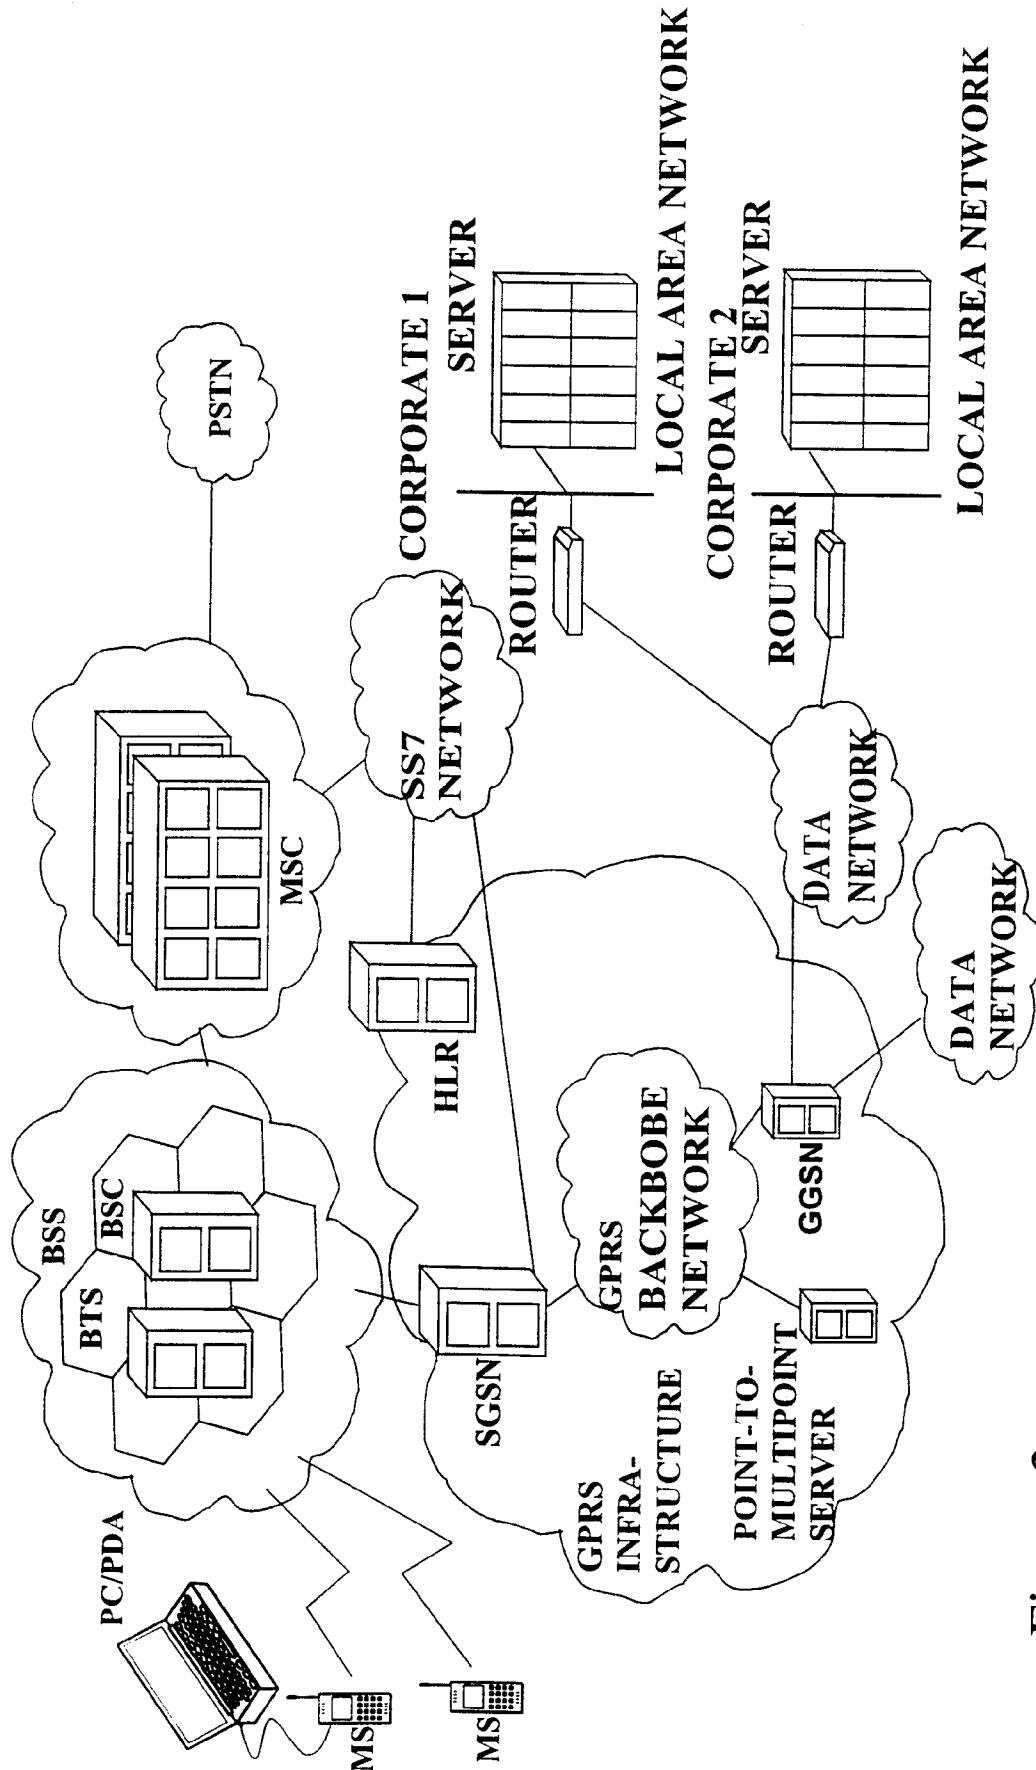 PC/PDA
MS
MS
BSS
BTS
BSC
MSC
PSTN
SGSN
HLR
SS7
NETWORK
GPRS
INFRA-
STRUCTURE
GPRS
BACKBOBE
NETWORK
POINT-TO-
MULTIPOINT
SERVER
GGSN
DATA
NETWORK
DATA
NETWORK
CORPORATE 1
SERVER
ROUTER
LOCAL AREA NETWORK
CORPORATE 2
SERVER
ROUTER
LOCAL AREA NETWORK